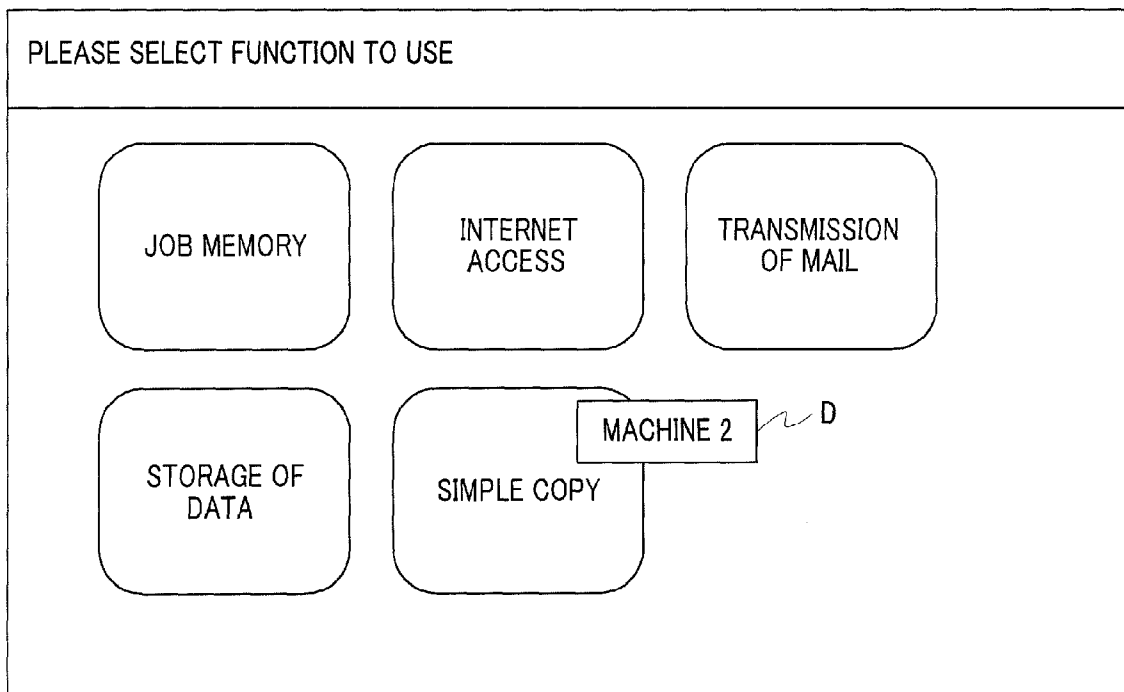 PLEASE SELECT FUNCTION TO USE
JOB MEMORY
INTERNET
ACCESS
TRANSMISSION
OF MAIL
STORAGE OF
DATA
SIMPLE COPY
MACHINE 2
D